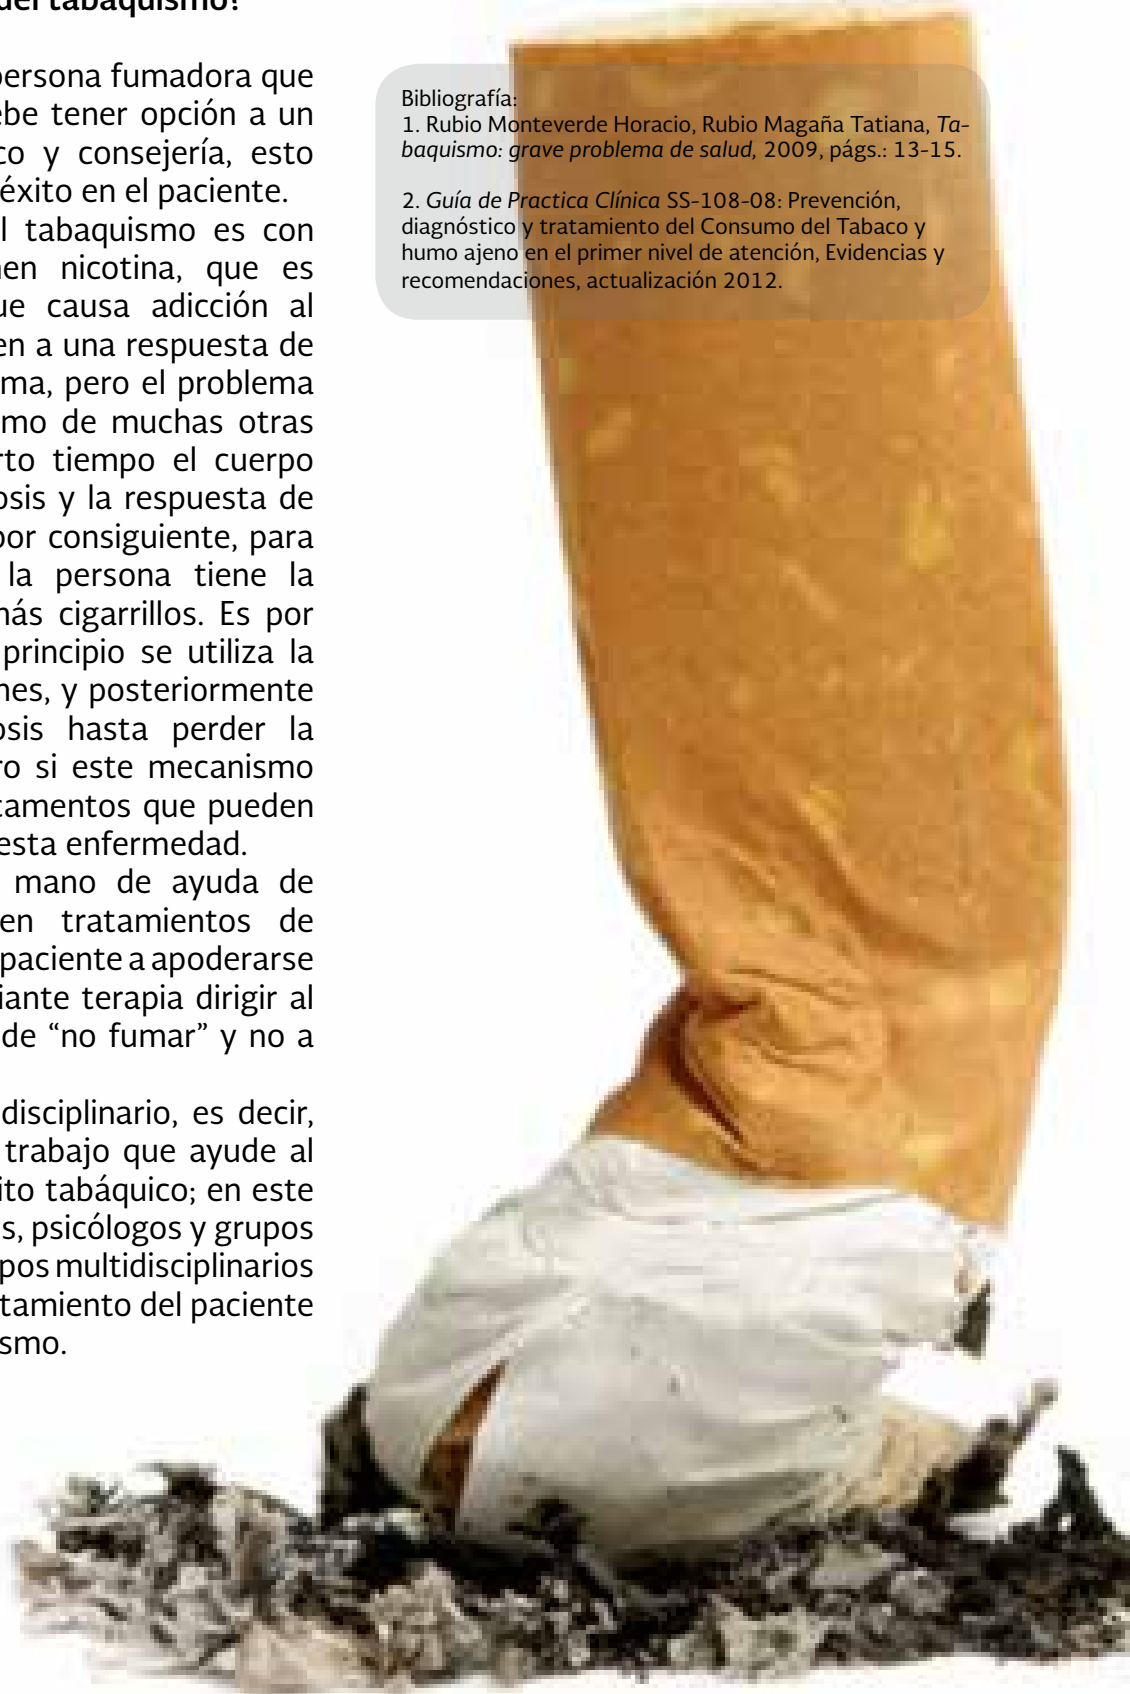 del tabaquismo?
persona fumadora que
ebe tener opción a un
co y consejería, esto
éxito en el paciente.
l tabaquismo es con
nen nicotina, que es
ue causa adicción al
en a una respuesta de
ma, pero el problema
mo de muchas otras
rto tiempo el cuerpo
osis y la respuesta de
por consiguiente, para
la persona tiene la
más cigarrillos. Es por
principio se utiliza la
nes, y posteriormente
osis hasta perder la
ro si este mecanismo
camentos que pueden
esta enfermedad.
mano de ayuda de
en tratamientos de
paciente a apoderarse
iante terapia dirigir al
de “no fumar” y no a
disciplinario, es decir,
trabajo que ayude al
ito tabáquico; en este
s, psicólogos y grupos
pos multidisciplinarios
tamiento del paciente
smo.
Bibliografía:
1. Rubio Monteverde Horacio, Rubio Magaña Tatiana, Ta-
baquismo: grave problema de salud, 2009, págs.: 13-15.
2. Guía de Practica Clínica SS-108-08: Prevención,
diagnóstico y tratamiento del Consumo del Tabaco y
humo ajeno en el primer nivel de atención, Evidencias y
recomendaciones, actualización 2012.